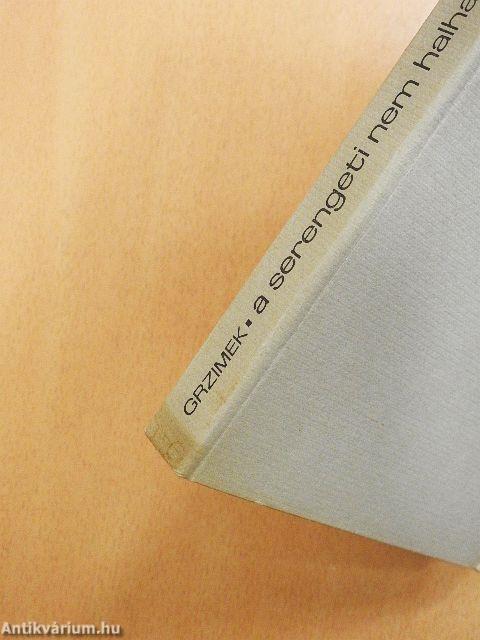 GRZIMEK • a serengeti nem halha
Antikvárium.hu